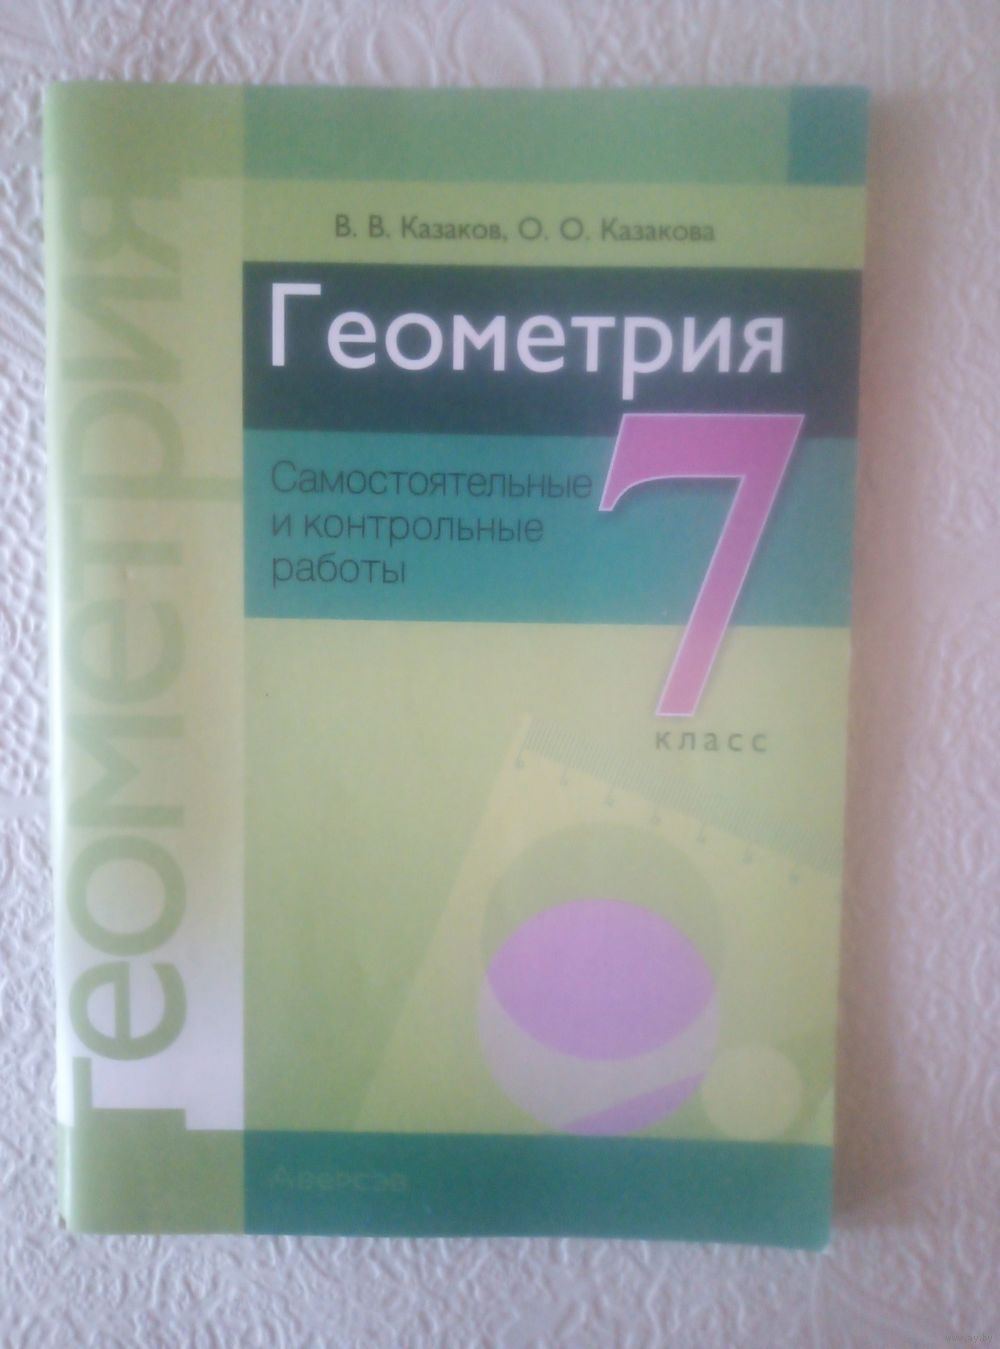 В. В. Казаков, О. О. Казакова
Геометрия
Самостоятельные
и контрольные
работы
7
класс
Геометрия
Аверсэв